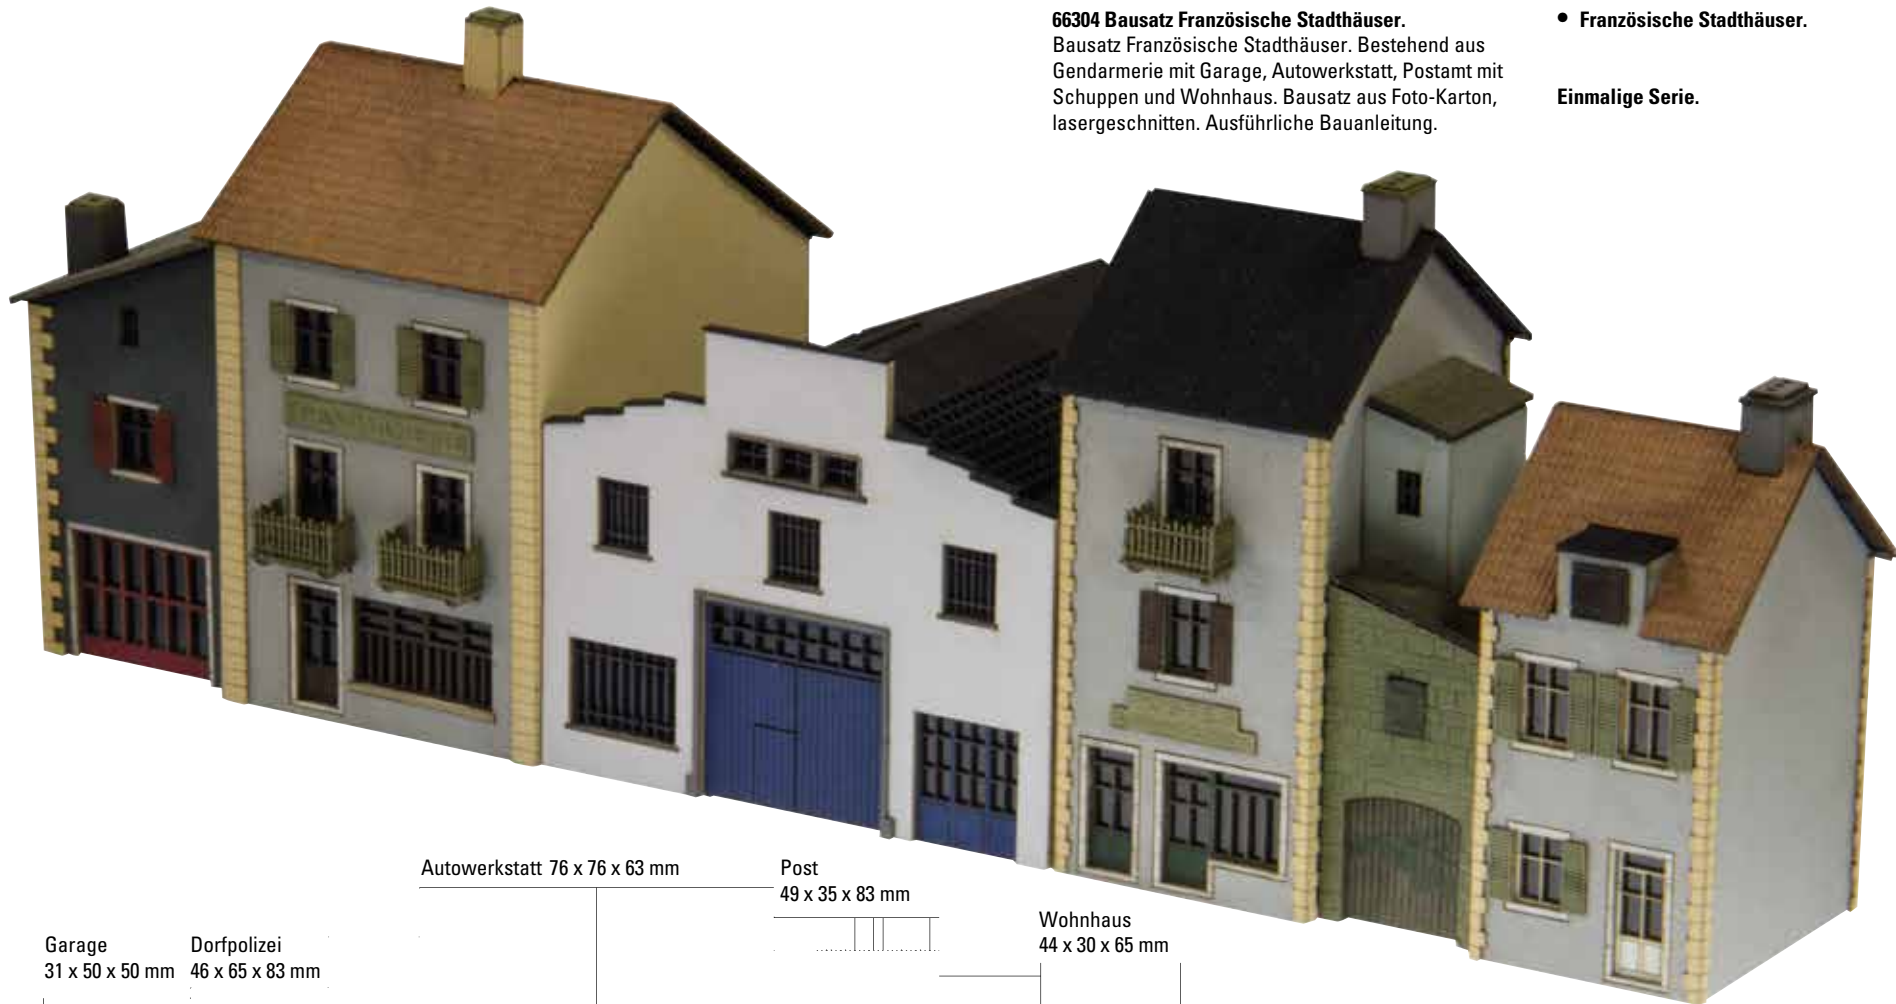 66304 Bausatz Französische Stadthäuser.
Bausatz Französische Stadthäuser. Bestehend aus
Gendarmerie mit Garage, Autowerkstatt, Postamt mit
Schuppen und Wohnhaus. Bausatz aus Foto-Karton,
lasergeschnitten. Ausführliche Bauanleitung.
• Französische Stadthäuser.
Einmalige Serie.
Autowerkstatt 76 x 76 x 63 mm
Post
49 x 35 x 83 mm
Wohnhaus
44 x 30 x 65 mm
Garage
31 x 50 x 50 mm
Dorfpolizei
46 x 65 x 83 mm